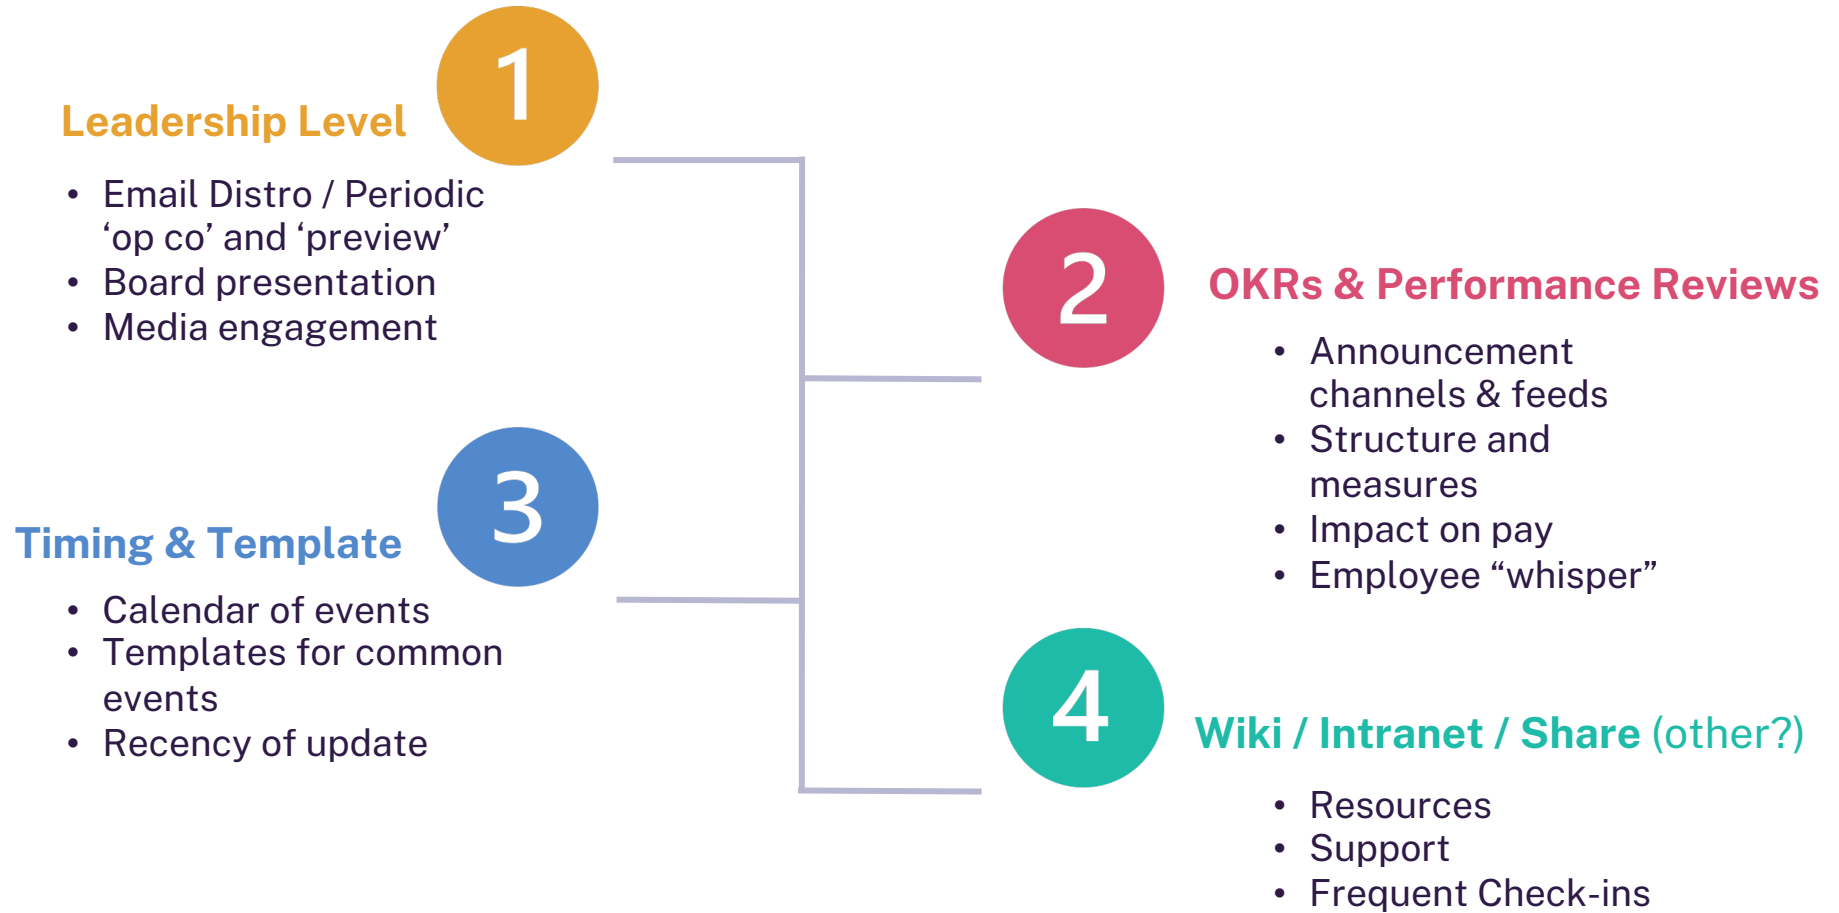 1
Leadership Level
• Email Distro / Periodic
‘op co’ and ‘preview’
• Board presentation
• Media engagement
2
OKRs & Performance Reviews
• Announcement
channels & feeds
• Structure and
measures
• Impact on pay
• Employee “whisper”
3
Timing & Template
• Calendar of events
• Templates for common
events
• Recency of update
4
Wiki / Intranet / Share (other?)
• Resources
• Support
• Frequent Check-ins